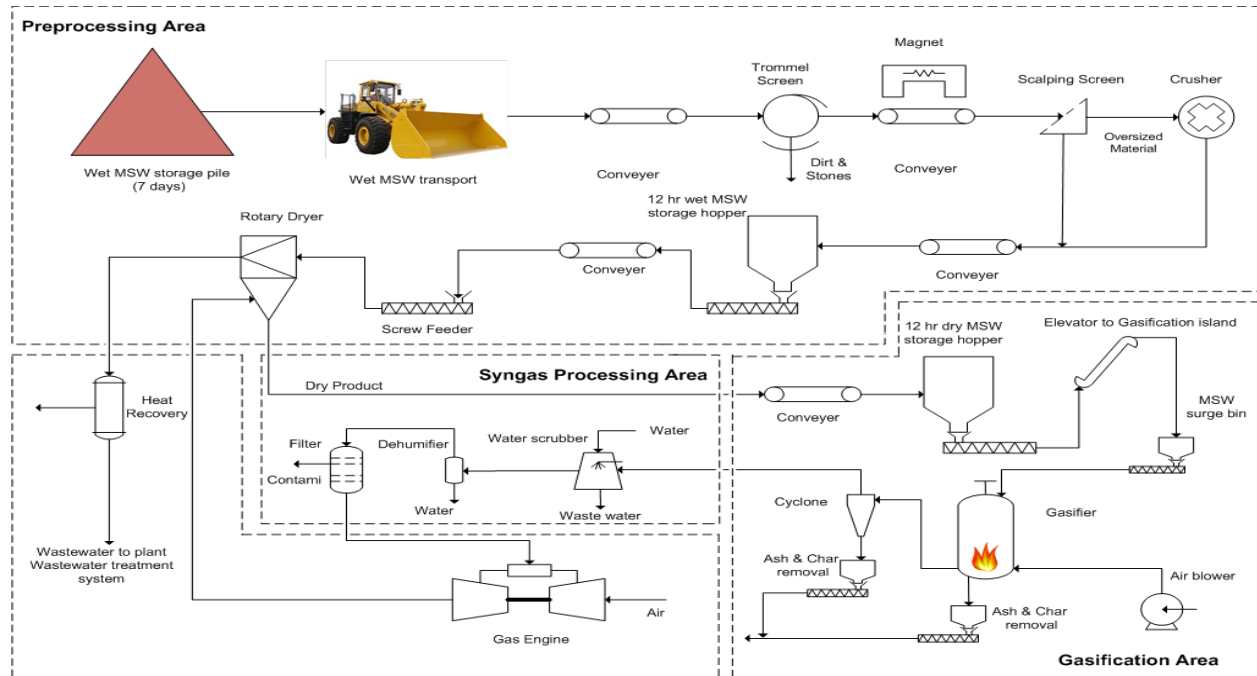 Preprocessing Area
Magnet
Trommel
Screen
Scalping Screen
Crusher
Oversized
Material
Wet MSW storage pile
(7 days)
Wet MSW transport
Conveyer
Dirt &
Stones
Conveyer
12 hr wet MSW
storage hopper
Rotary Dryer
Conveyer
Conveyer
Screw Feeder
12 hr dry MSW
storage hopper
Elevator to Gasification island
Syngas Processing Area
Dry Product
Heat
Recovery
Conveyer
MSW
surge bin
Filter
Dehumifier
Water scrubber
Water
Contami
Water
Waste water
Cyclone
Gasifier
Wastewater to plant
Wastewater treatment
system
Ash & Char
removal
Air blower
Air
Ash & Char
removal
Gas Engine
Gasification Area